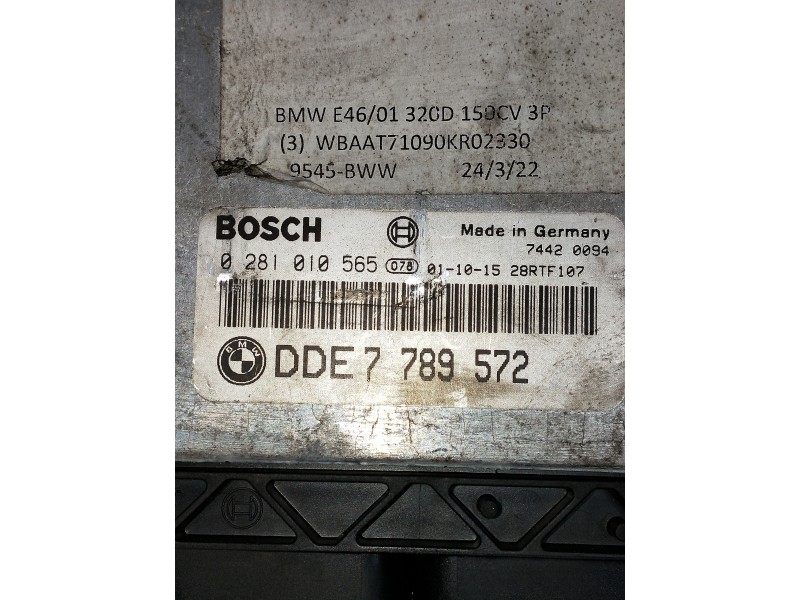 BMW E46/01 320D 150CV 3P
(3) WBAAT71090KR02330
9545-BWW 24/3/22
BOSCH Made in Germany
7442 0094
0 281 010 565 078 01-10-15 28RTF107
BMW DDE 7 789 572